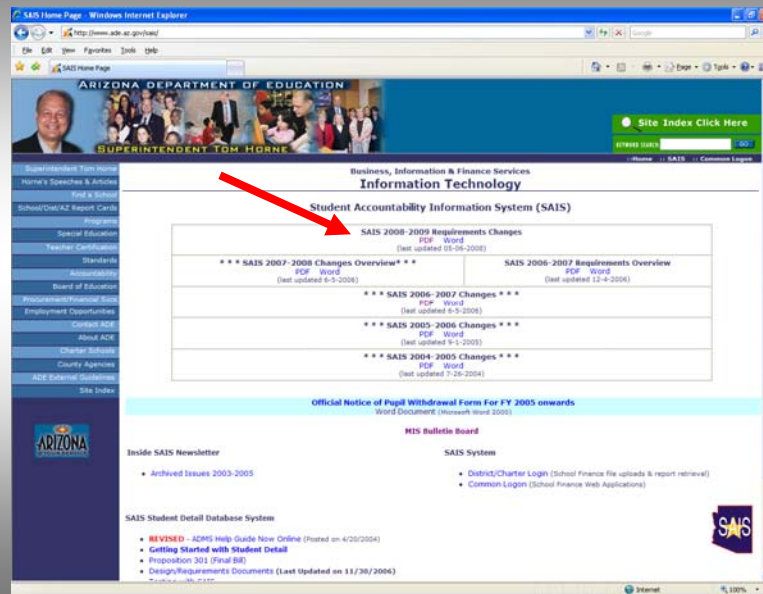 SAIS Home Page - Windows Internet Explorer
http://www.ade.az.gov/sais/
Google
File Edit View Favorites Tools Help
SAIS Home Page
Page Tools
ARIZONA DEPARTMENT OF EDUCATION
SUPERINTENDENT TOM HORNE
Site Index Click Here
KEYWORD SEARCH
GO
::Home :: SAIS :: Common Logon
Superintendent Tom Horne
Horne's Speeches & Articles
Find a School
School/Dist/AZ Report Cards
Programs
Special Education
Teacher Certification
Standards
Accountability
Board of Education
Procurement/Financial Svcs
Employment Opportunities
Contact ADE
About ADE
Charter Schools
County Agencies
ADE External Guidelines
Site Index
ARIZONA
Business, Information & Finance Services
Information Technology
Student Accountability Information System (SAIS)
SAIS 2008-2009 Requirements Changes
PDF Word
(last updated 05-06-2008)
* * * SAIS 2007-2008 Changes Overview* * *
PDF Word
(last updated 6-5-2006)
SAIS 2006-2007 Requirements Overview
PDF Word
(last updated 12-4-2006)
* * * SAIS 2006-2007 Changes * * *
PDF Word
(last updated 6-5-2006)
* * * SAIS 2005-2006 Changes * * *
PDF Word
(last updated 9-1-2005)
* * * SAIS 2004-2005 Changes * * *
PDF Word
(last updated 7-26-2004)
Official Notice of Pupil Withdrawal Form For FY 2005 onwards
Word Document (Microsoft Word 2000)
MIS Bulletin Board
Inside SAIS Newsletter
• Archived Issues 2003-2005
SAIS System
• District/Charter Login (School Finance file uploads & report retrieval)
• Common Logon (School Finance Web Applications)
SAIS Student Detail Database System
• REVISED - ADMS Help Guide Now Online (Posted on 4/20/2004)
• Getting Started with Student Detail
• Proposition 301 (Final Bill)
• Design/Requirements Documents (Last Updated on 11/30/2006)
• Testing with SAIS
SAIS
Internet
100%